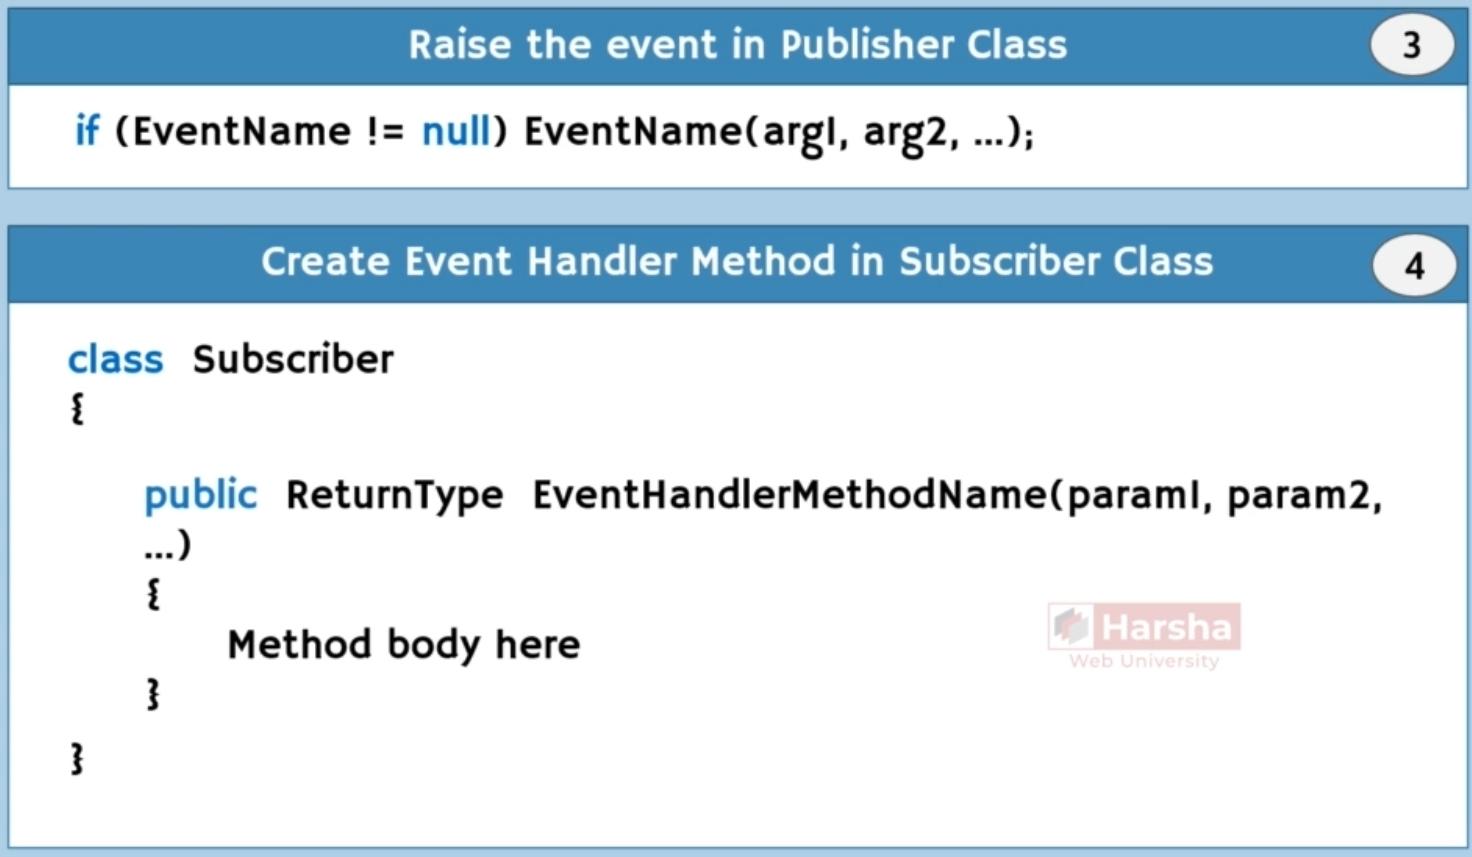 Raise the event in Publisher Class
3
if (EventName != null) EventName(arg1, arg2, ...);
Create Event Handler Method in Subscriber Class
4
class Subscriber
{
public ReturnType EventHandlerMethodName(param1, param2,
...)
{
Method body here
}
}
Harsha
Web University